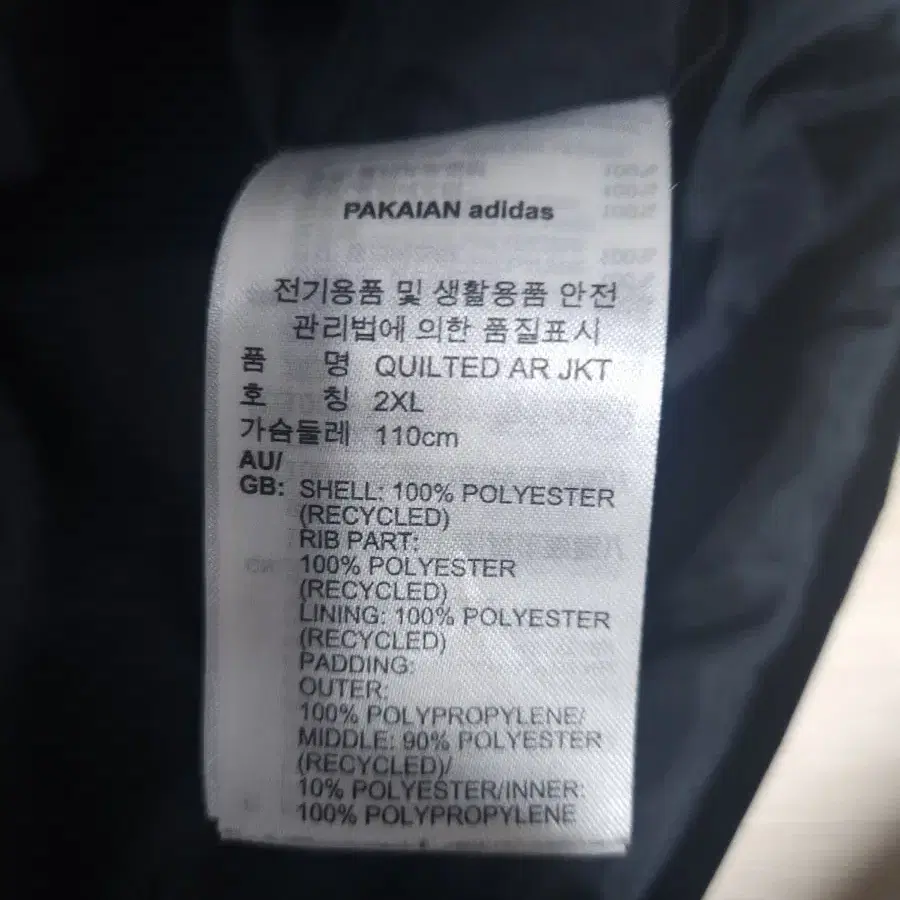 PAKAIAN adidas
전기용품 및 생활용품 안전
관리법에 의한 품질표시
품 명 QUILTED AR JKT
호 칭 2XL
가슴둘레 110cm
AU/
GB: SHELL: 100% POLYESTER
(RECYCLED)
RIB PART:
100% POLYESTER
(RECYCLED)
LINING: 100% POLYESTER
(RECYCLED)
PADDING:
OUTER:
100% POLYPROPYLENE/
MIDDLE: 90% POLYESTER
(RECYCLED)/
10% POLYESTER/INNER:
100% POLYPROPYLENE